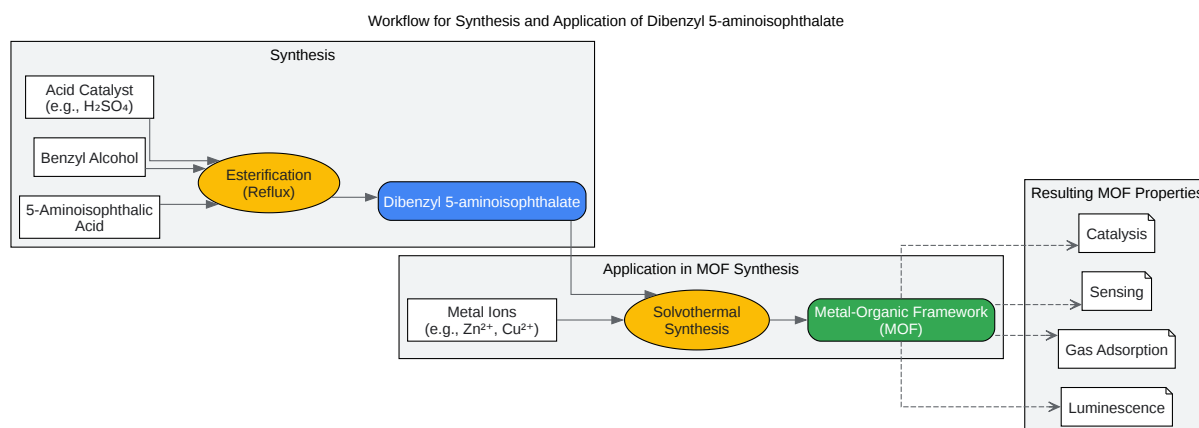 Workflow for Synthesis and Application of Dibenzyl 5-aminoisophthalate
Synthesis
Acid Catalyst
(e.g., H₂SO₄)
Benzyl Alcohol
5-Aminoisophthalic
Acid
Esterification
(Reflux)
Dibenzyl 5-aminoisophthalate
Application in MOF Synthesis
Metal Ions
(e.g., Zn²⁺, Cu²⁺)
Solvothermal
Synthesis
Metal-Organic Framework
(MOF)
Resulting MOF Properties
Catalysis
Sensing
Gas Adsorption
Luminescence